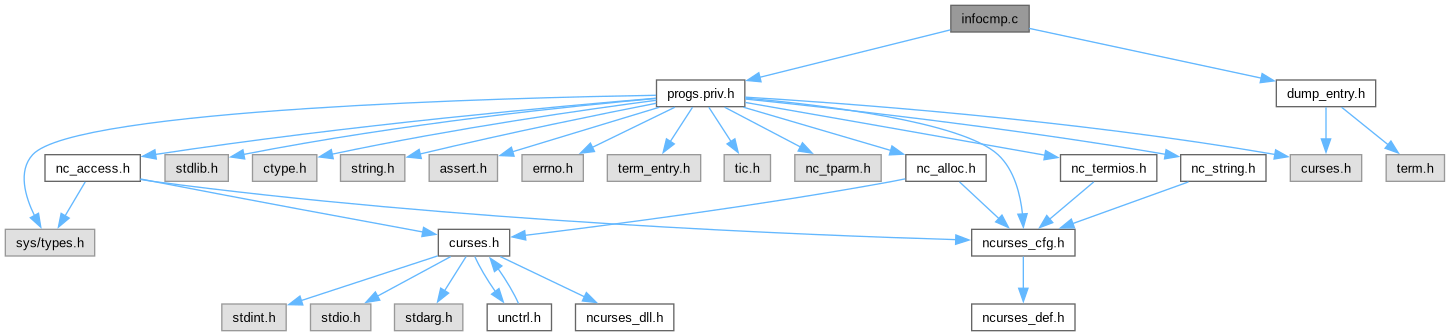 infocmp.c
progs.priv.h
dump_entry.h
nc_access.h
stdlib.h
ctype.h
string.h
assert.h
errno.h
term_entry.h
tic.h
nc_tparm.h
nc_alloc.h
nc_termios.h
nc_string.h
curses.h
term.h
sys/types.h
curses.h
ncurses_cfg.h
stdint.h
stdio.h
stdarg.h
unctrl.h
ncurses_dll.h
ncurses_def.h